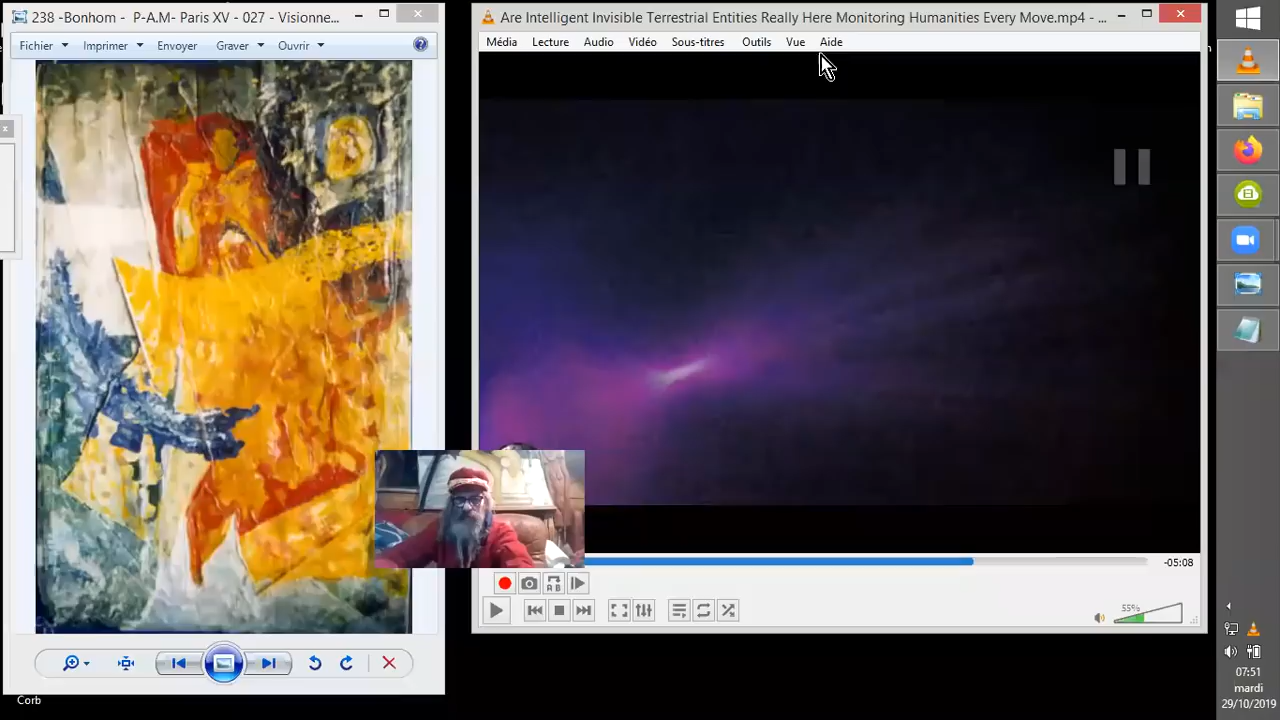 238 -Bonhom - P-A.M- Paris XV - 027 - Visionne...
Fichier Imprimer Envoyer Graver Ouvrir
Corb
Are Intelligent Invisible Terrestrial Entities Really Here Monitoring Humanities Every Move.mp4 - ...
Média Lecture Audio Vidéo Sous-titres Outils Vue Aide
-05:08
A B
55%
07:51
mardi
29/10/2019